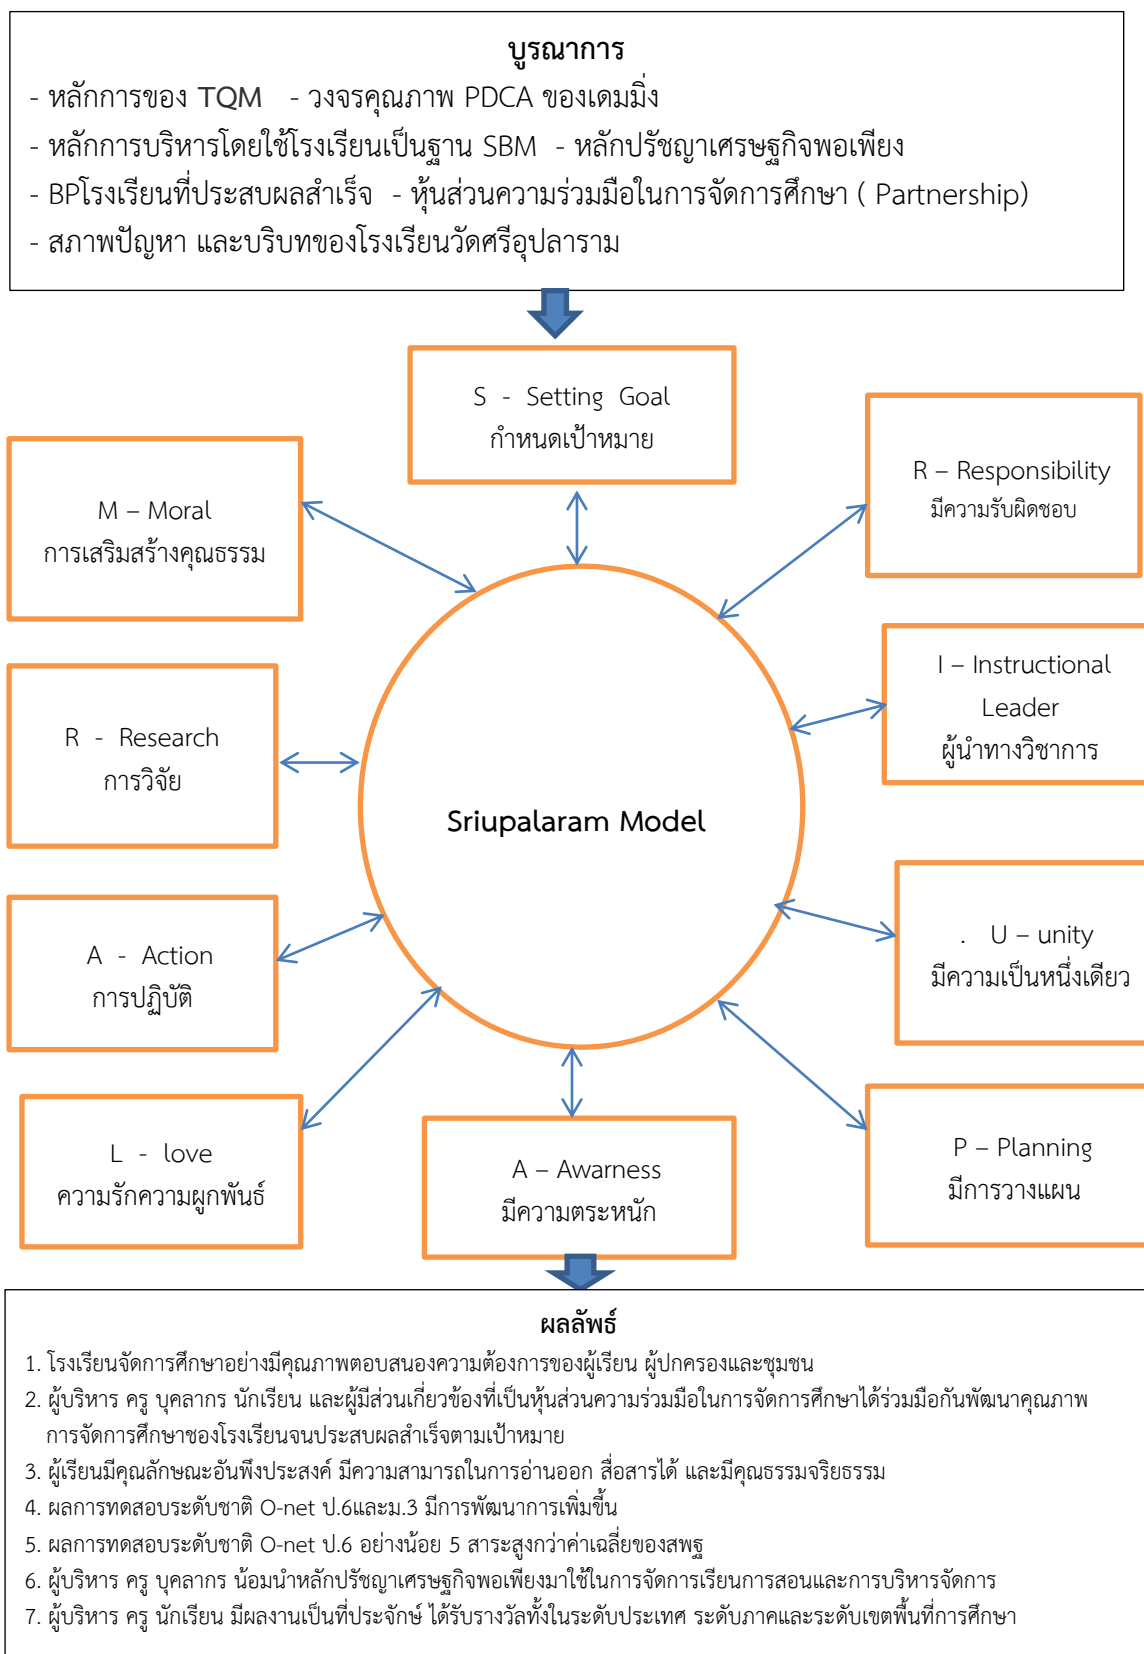 บูรณาการ
- หลักการของ TQM - วงจรคุณภาพ PDCA ของเดมมิ่ง
- หลักการบริหารโดยใช้โรงเรียนเป็นฐาน SBM - หลักปรัชญาเศรษฐกิจพอเพียง
- BPโรงเรียนที่ประสบผลสำเร็จ - หุ้นส่วนความร่วมมือในการจัดการศึกษา ( Partnership)
- สภาพปัญหา และบริบทของโรงเรียนวัดศรีอุปลาราม
S - Setting Goal
กำหนดเป้าหมาย
R – Responsibility
มีความรับผิดชอบ
M – Moral
การเสริมสร้างคุณธรรม
I – Instructional
Leader
ผู้นำทางวิชาการ
R - Research
การวิจัย
Sriupalaram Model
. U – unity
มีความเป็นหนึ่งเดียว
A - Action
การปฏิบัติ
P – Planning
มีการวางแผน
L - love
ความรักความผูกพันธ์
A – Awarness
มีความตระหนัก
ผลลัพธ์
1. โรงเรียนจัดการศึกษาอย่างมีคุณภาพตอบสนองความต้องการของผู้เรียน ผู้ปกครองและชุมชน
2. ผู้บริหาร ครู บุคลากร นักเรียน และผู้มีส่วนเกี่ยวข้องที่เป็นหุ้นส่วนความร่วมมือในการจัดการศึกษาได้ร่วมมือกันพัฒนาคุณภาพ
การจัดการศึกษาชองโรงเรียนจนประสบผลสำเร็จตามเป้าหมาย
3. ผู้เรียนมีคุณลักษณะอันพึงประสงค์ มีความสามารถในการอ่านออก สื่อสารได้ และมีคุณธรรมจริยธรรม
4. ผลการทดสอบระดับชาติ O-net ป.6และม.3 มีการพัฒนาการเพิ่มขึ้น
5. ผลการทดสอบระดับชาติ O-net ป.6 อย่างน้อย 5 สาระสูงกว่าค่าเฉลี่ยของสพฐ
6. ผู้บริหาร ครู บุคลากร น้อมนำหลักปรัชญาเศรษฐกิจพอเพียงมาใช้ในการจัดการเรียนการสอนและการบริหารจัดการ
7. ผู้บริหาร ครู นักเรียน มีผลงานเป็นที่ประจักษ์ ได้รับรางวัลทั้งในระดับประเทศ ระดับภาคและระดับเขตพื้นที่การศึกษา